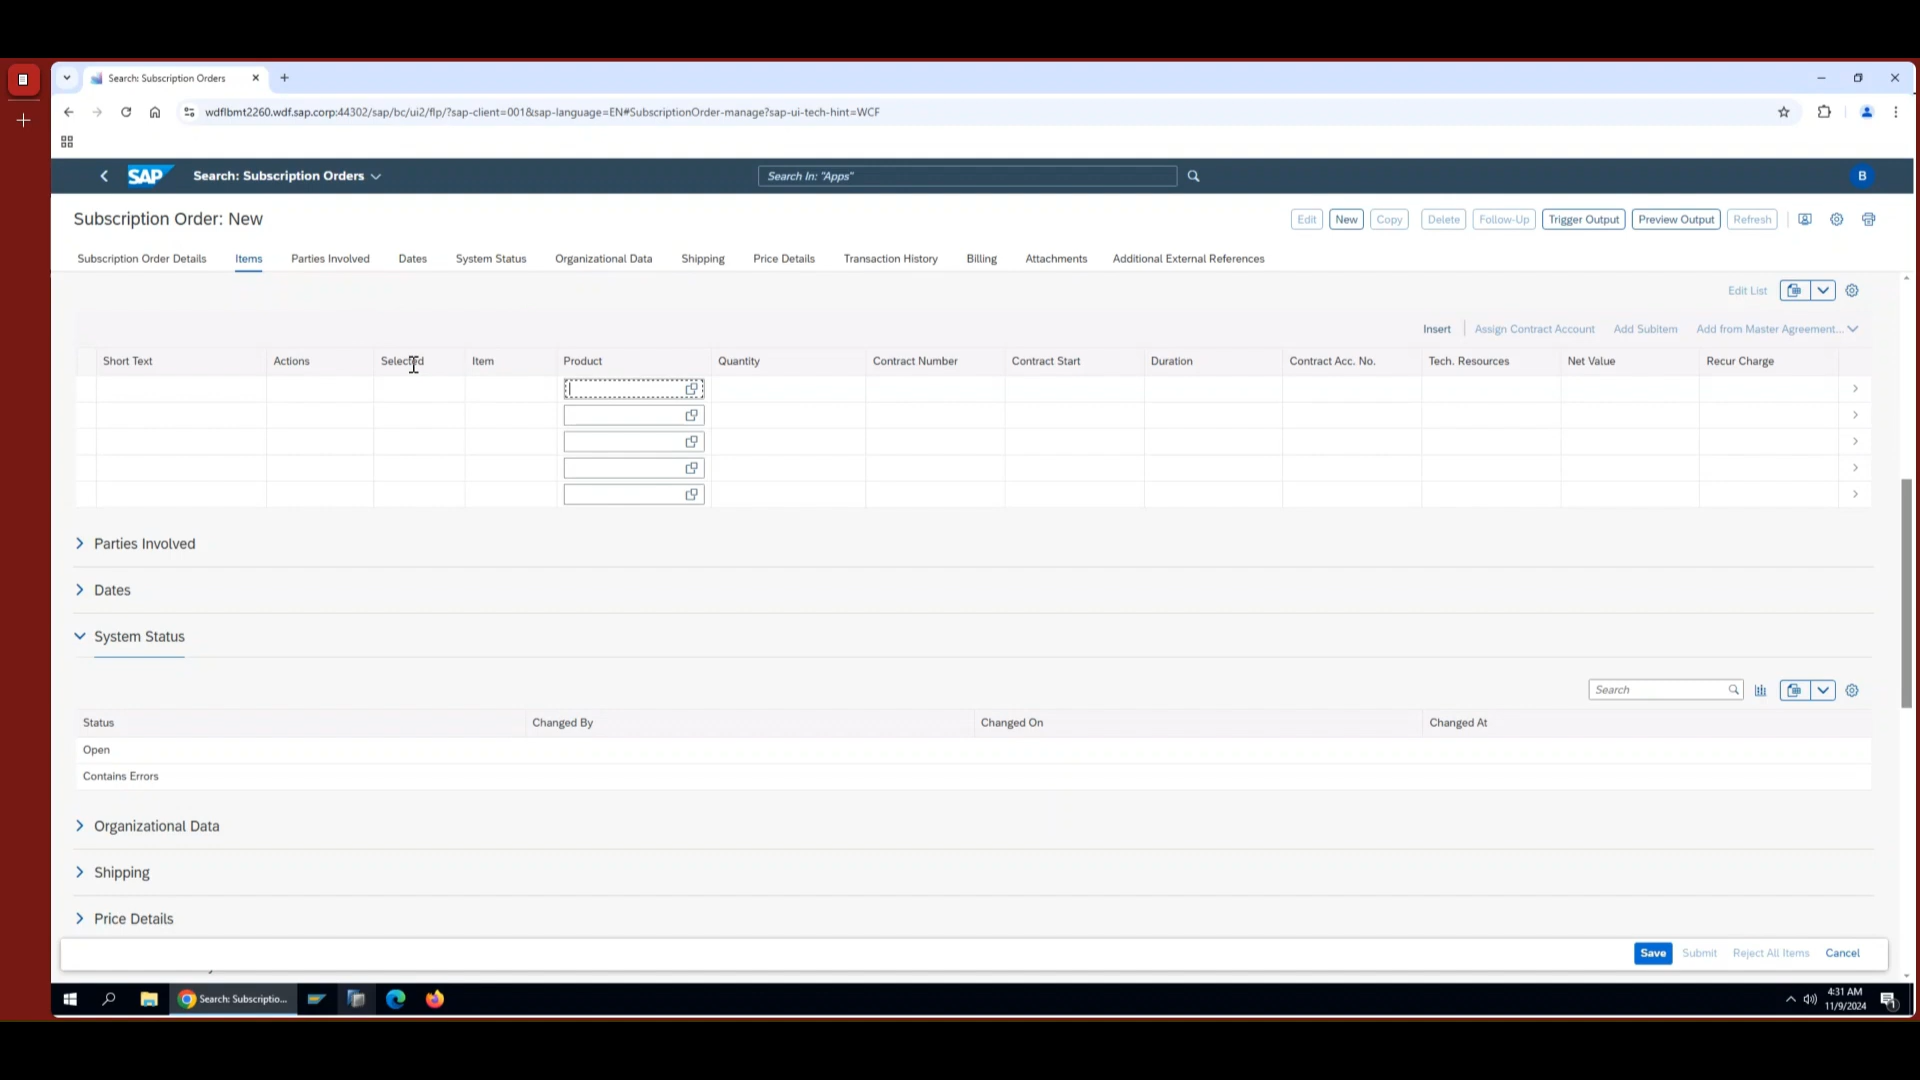 Search: Subscription Orders
wdflbmt2260.wdf.sap.corp:44302/sap/bc/ui2/flp/?sap-client=001&sap-language=EN#SubscriptionOrder-manage?sap-ui-tech-hint=WCF
SAP Search: Subscription Orders Search In: "Apps" B
Subscription Order: New Edit New Copy Delete Follow-Up Trigger Output Preview Output Refresh
Subscription Order Details Items Parties Involved Dates System Status Organizational Data Shipping Price Details Transaction History Billing Attachments Additional External References
Edit List
Insert Assign Contract Account Add Subitem Add from Master Agreement...
Short Text Actions Selected Item Product Quantity Contract Number Contract Start Duration Contract Acc. No. Tech. Resources Net Value Recur Charge
Parties Involved
Dates
System Status
Search
Status Changed By Changed On Changed At
Open
Contains Errors
Organizational Data
Shipping
Price Details
Save Submit Reject All Items Cancel
Search: Subscriptio... 4:31 AM
11/9/2024 1